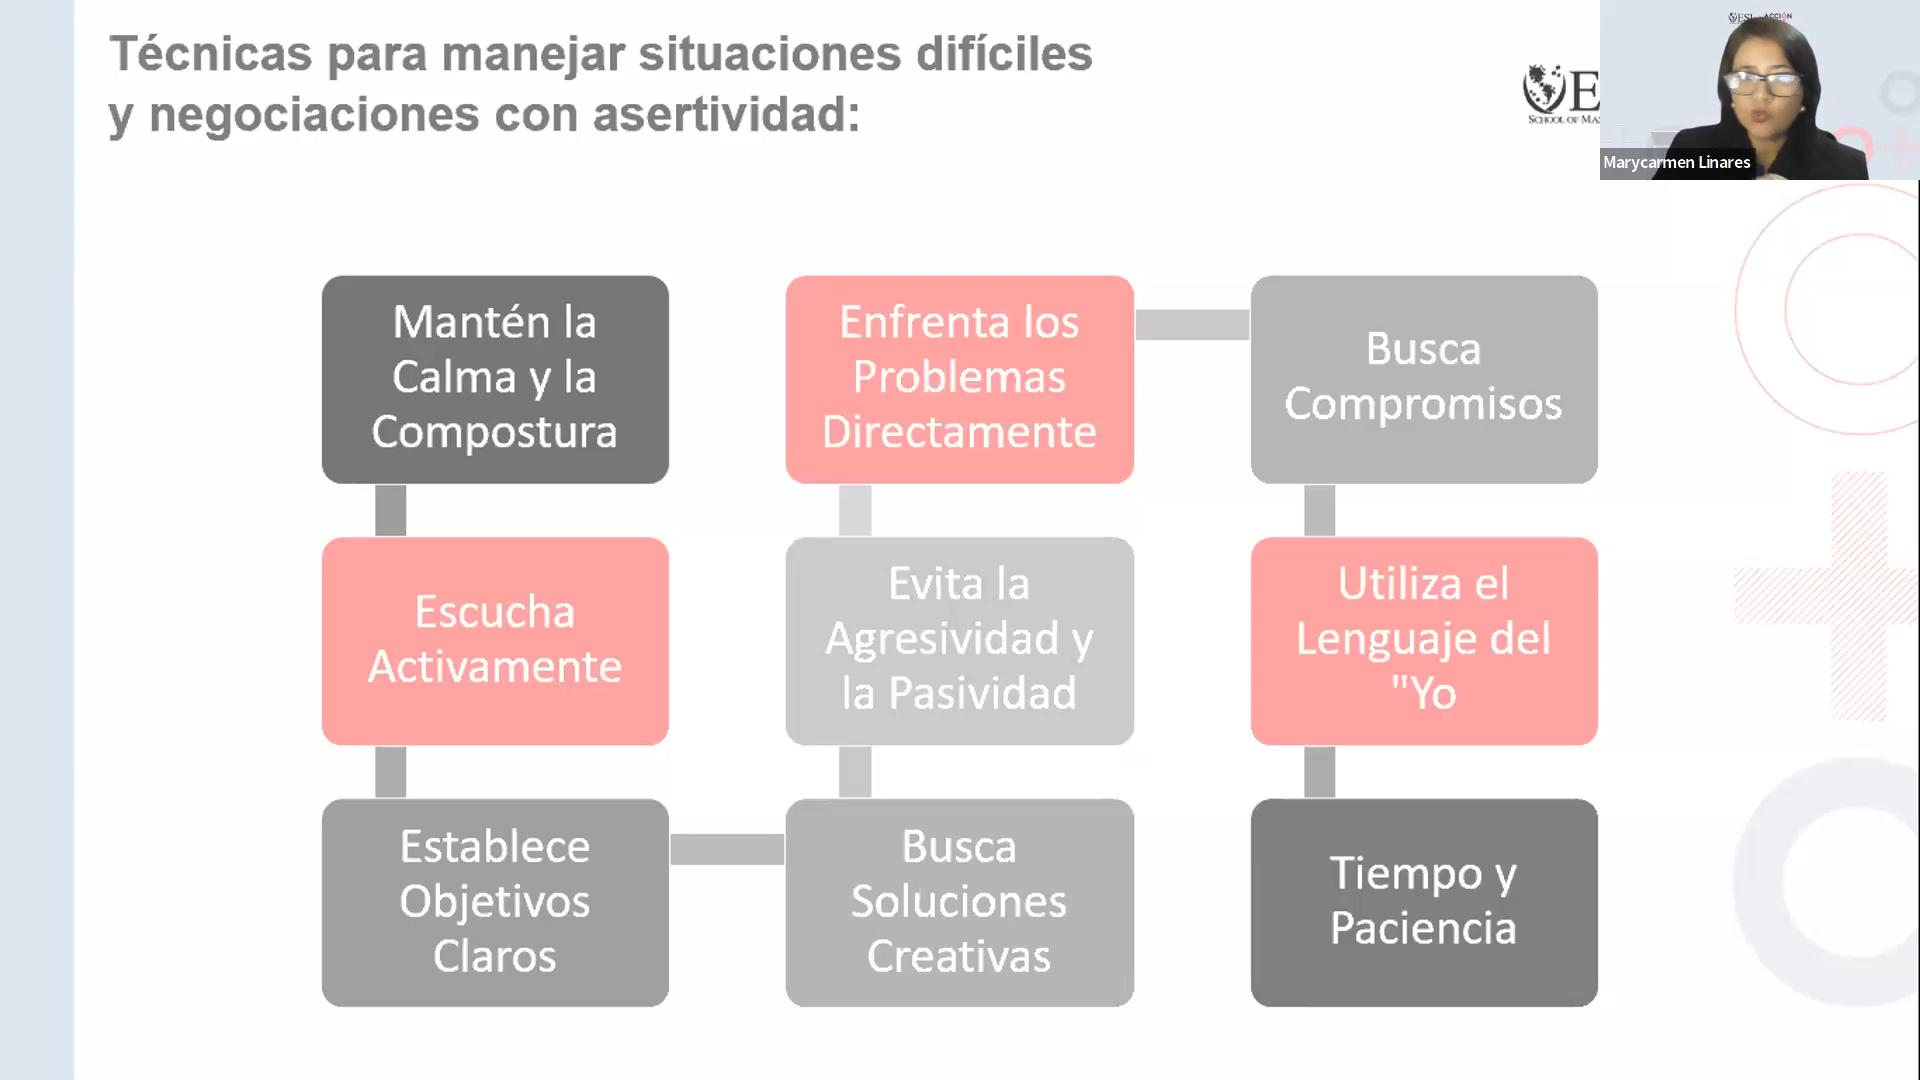 Técnicas para manejar situaciones difíciles
y negociaciones con asertividad:
SCHOOL OF
Marycarmen Linares
Mantén la
Calma y la
Compostura
Escucha
Activamente
Establece
Objetivos
Claros
Busca
Soluciones
Creativas
Evita la
Agresividad y
la Pasividad
Enfrenta los
Problemas
Directamente
Busca
Compromisos
Utiliza el
Lenguaje del
"Yo
Tiempo y
Paciencia